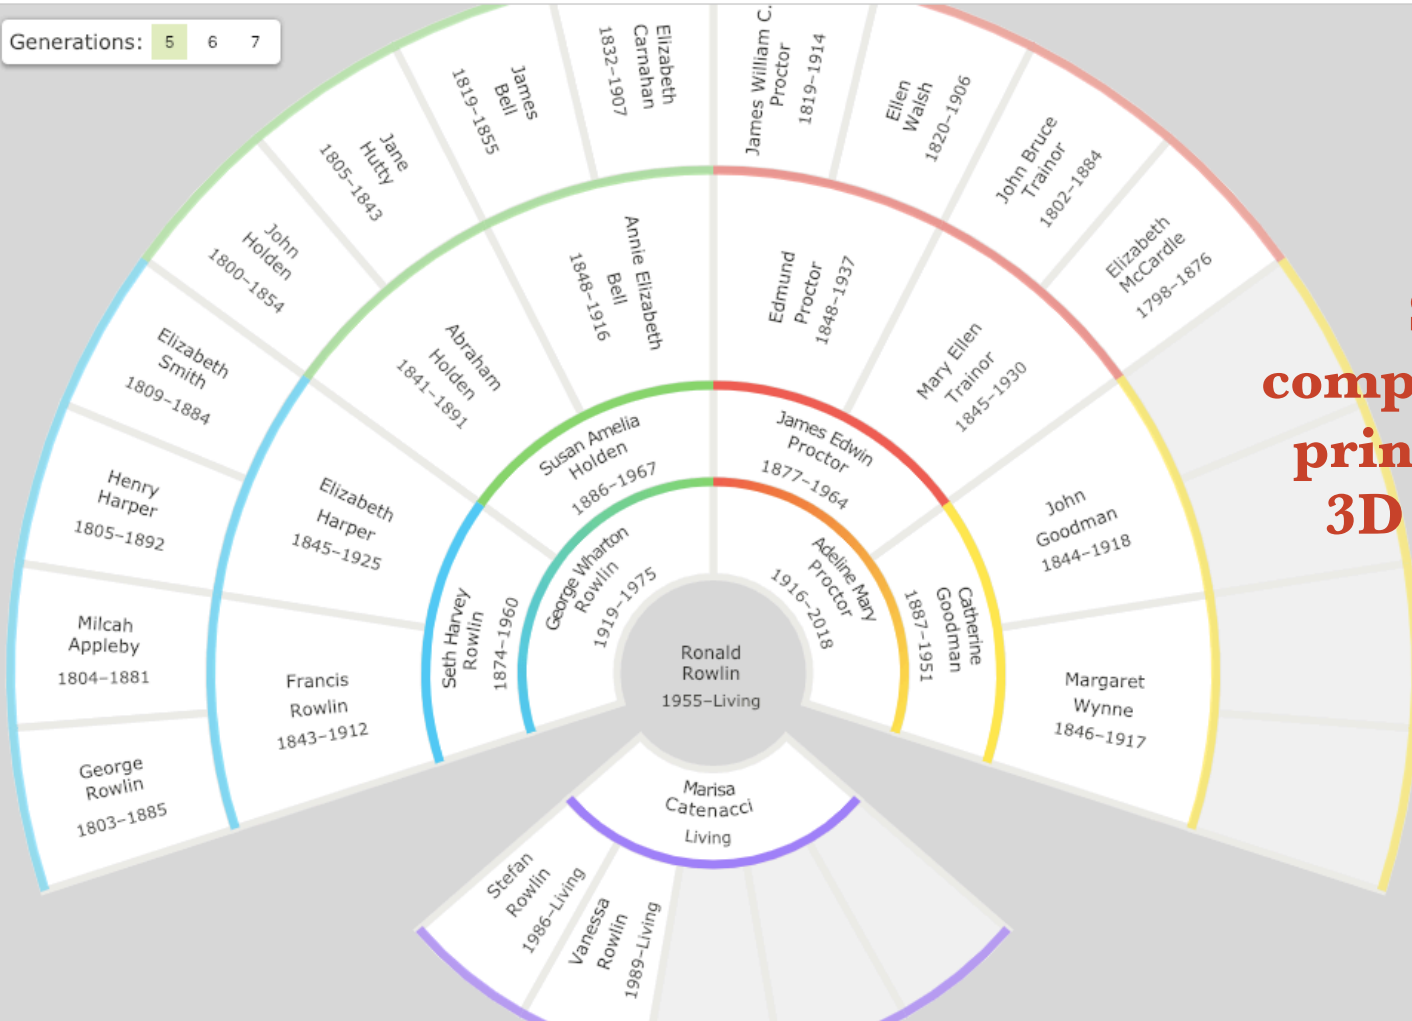 Generations: 5 6 7
Elizabeth
Carnahan
1832–1907
James William C.
Proctor
1819–1914
James
Bell
1819–1855
Ellen
Walsh
1820–1906
Jane
Hutty
1805–1843
John Bruce
Trainor
1802–1884
John
Holden
1800–1854
Elizabeth
McCardle
1798–1876
Elizabeth
Smith
1809–1884
Henry
Harper
1805–1892
Milcah
Appleby
1804–1881
George
Rowlin
1803–1885
Annie Elizabeth
Bell
1848–1916
Edmund
Proctor
1848–1937
Abraham
Holden
1841–1891
Mary Ellen
Trainor
1845–1930
Elizabeth
Harper
1845–1925
John
Goodman
1844–1918
Francis
Rowlin
1843–1912
Margaret
Wynne
1846–1917
Susan Amelia
Holden
1886–1967
James Edwin
Proctor
1877–1964
Seth Harvey
Rowlin
1874–1960
Catherine
Goodman
1887–1951
George Wharton
Rowlin
1919–1975
Adeline Mary
Proctor
1916–2018
Ronald
Rowlin
1955–Living
Marisa
Catenacci
Living
Stefan
Rowlin
1986–Living
Vanessa
Rowlin
1989–Living
comp
prin
3D